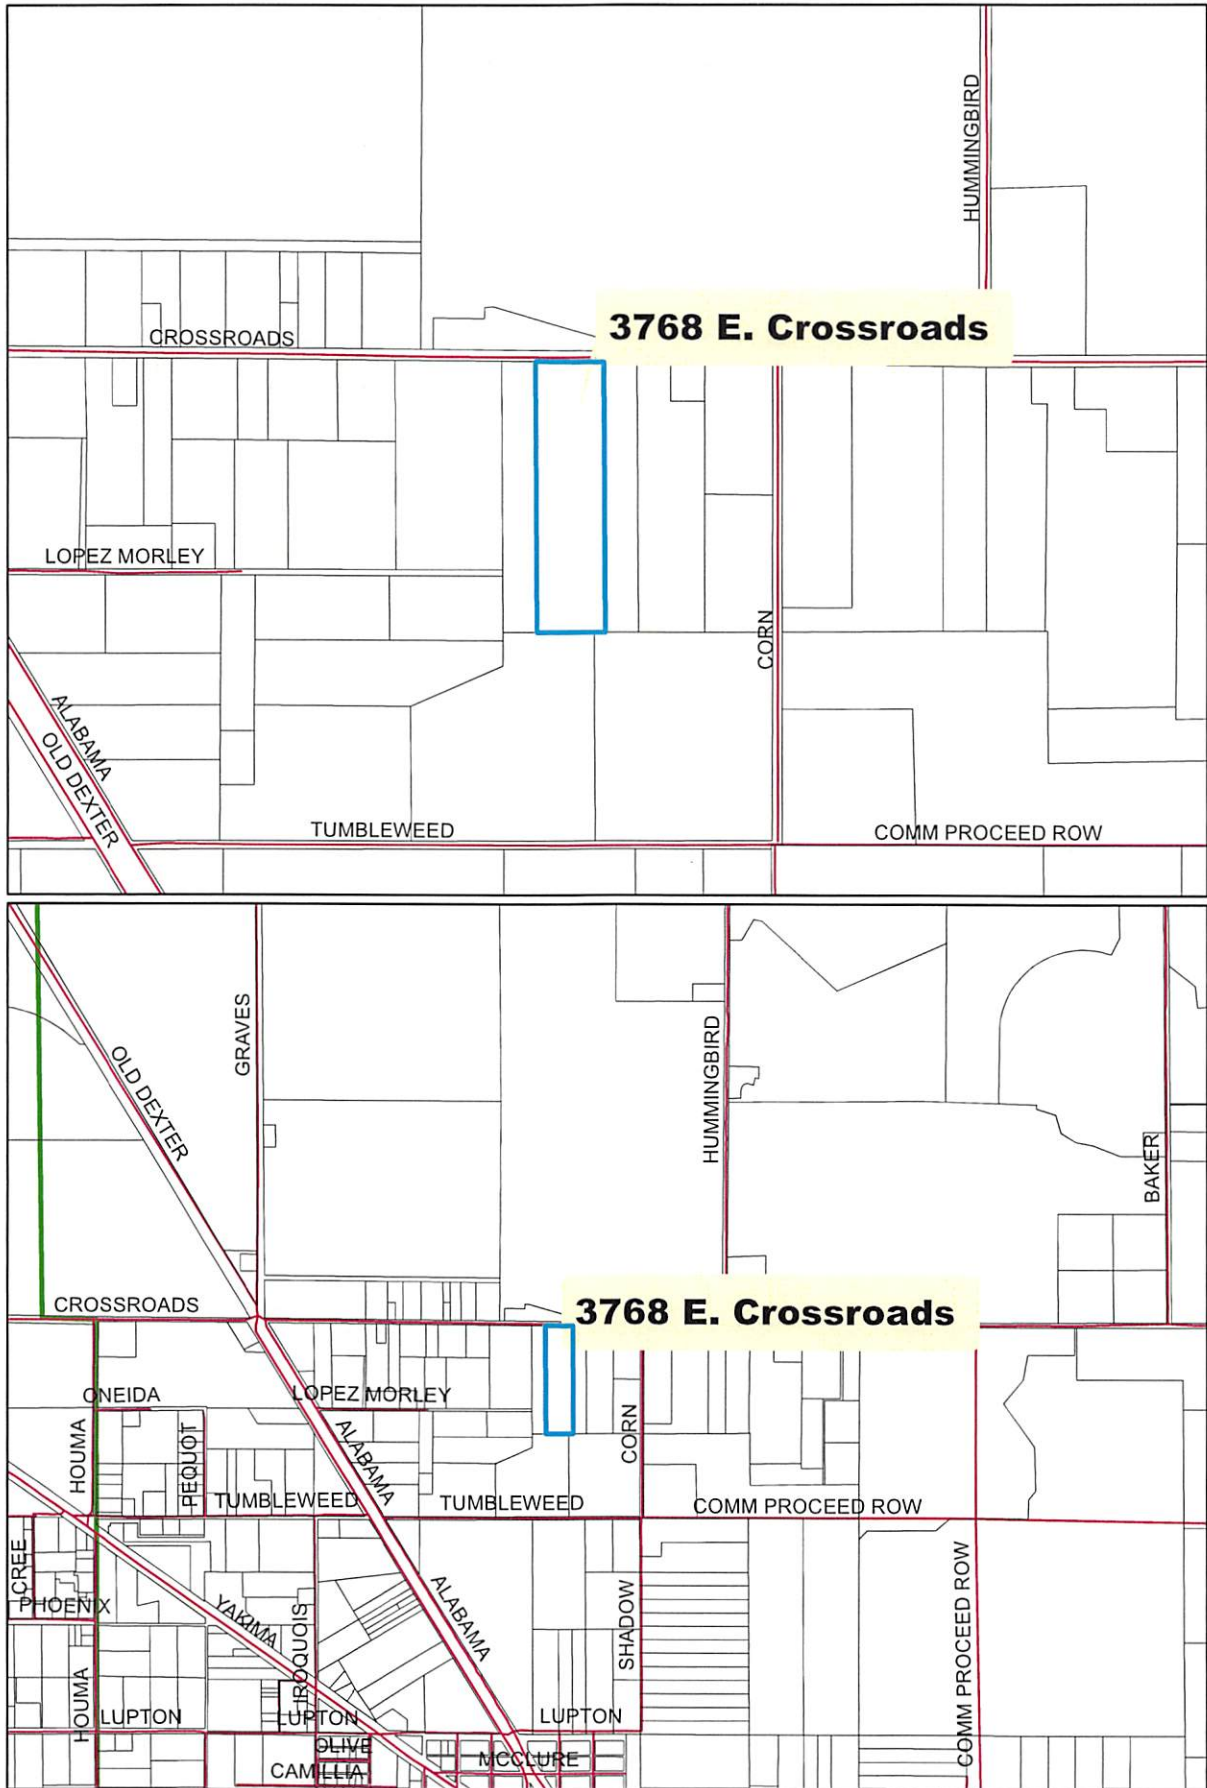 HUMMINGBIRD
3768 E. Crossroads
CROSSROADS
LOPEZ MORLEY
CORN
ALABAMA
OLD DEXTER
TUMBLEWEED
COMM PROCEED ROW
GRAVES
OLD DEXTER
HUMMINGBIRD
BAKER
CROSSROADS
3768 E. Crossroads
ONEIDA
LOPEZ MORLEY
HOUMA
PEQUOT
ALABAMA
CORN
TUMBLEWEED
TUMBLEWEED
COMM PROCEED ROW
CREE
PHOENIX
YAKIMA
IROQUOIS
ALABAMA
SHADOW
COMM PROCEED ROW
HOUMA
LUPTON
LUPTON
LUPTON
OLIVE
MCCLURE
CAMILLIA